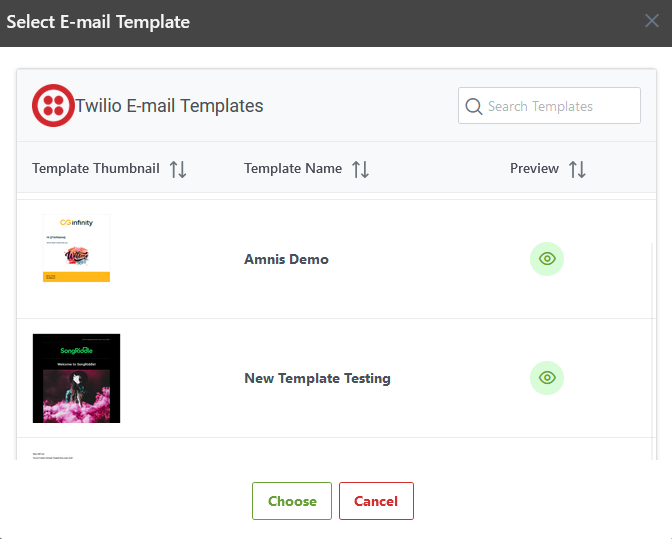 Select E-mail Template
Twilio E-mail Templates
Search Templates
Template Thumbnail
Template Name
Preview
OGinfinity
Amnis Demo
SongRiddle
Welcome to SongRiddle!
New Template Testing
Choose
Cancel